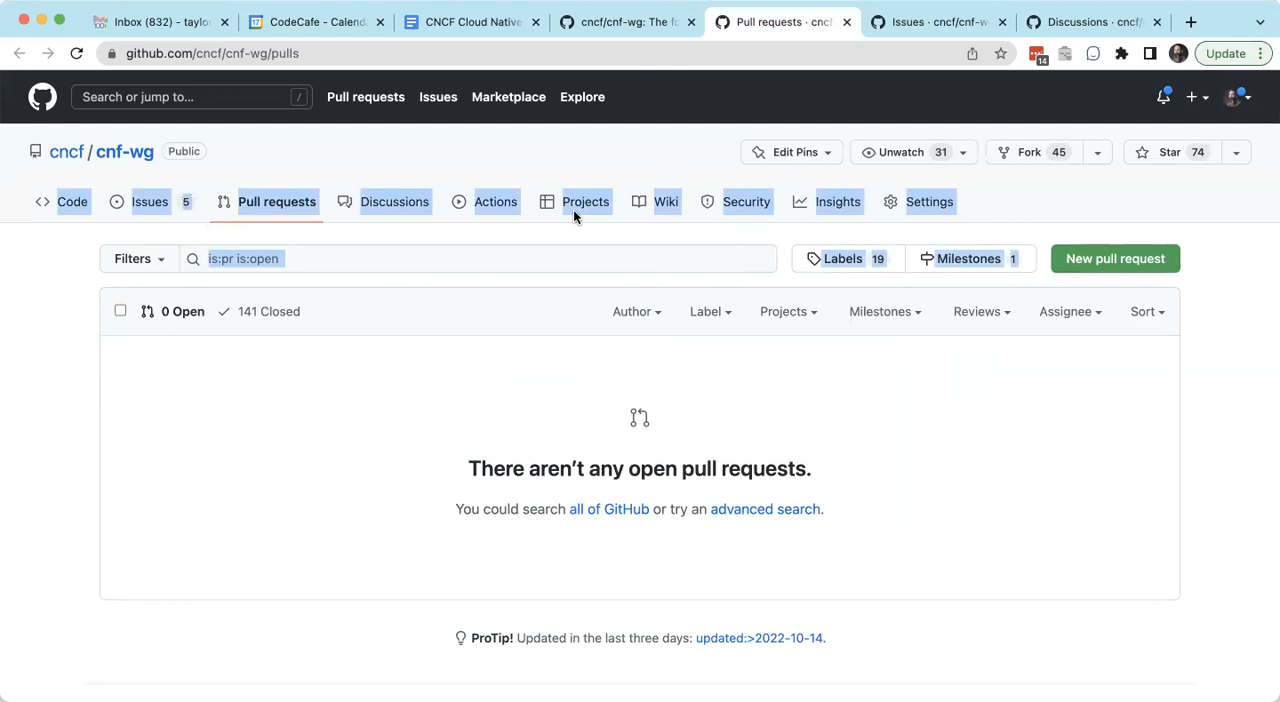 Inbox (832) - taylo
CodeCafe - Calend
CNCF Cloud Native
cncf/cnf-wg: The f
Pull requests · cncf
Issues · cncf/cnf-w
Discussions · cncf/
github.com/cncf/cnf-wg/pulls
14
Update
Search or jump to...
/
Pull requests
Issues
Marketplace
Explore
cncf / cnf-wg
Public
Edit Pins
Unwatch 31
Fork 45
Star 74
Code
Issues 5
Pull requests
Discussions
Actions
Projects
Wiki
Security
Insights
Settings
Filters
is:pr is:open
Labels 19
Milestones 1
New pull request
0 Open
141 Closed
Author
Label
Projects
Milestones
Reviews
Assignee
Sort
There aren’t any open pull requests.
You could search all of GitHub or try an advanced search.
ProTip! Updated in the last three days: updated:>2022-10-14.